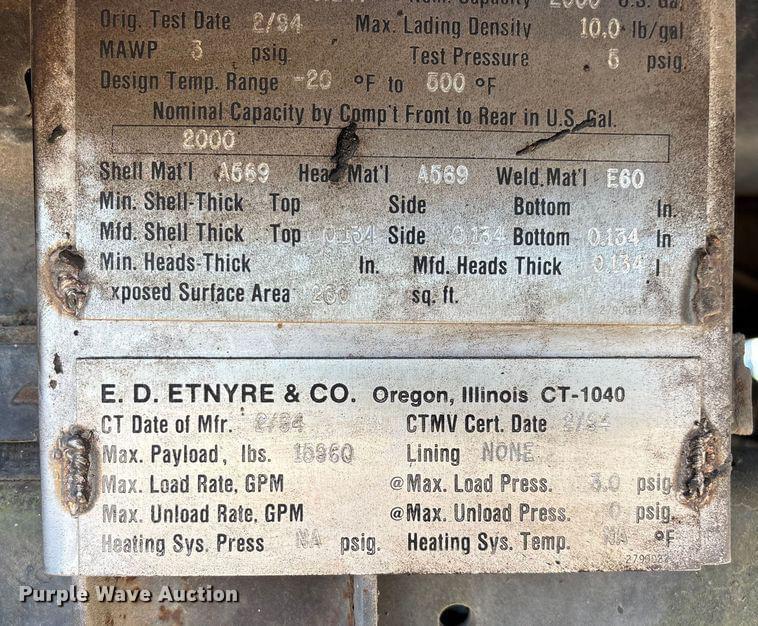 Nom. Capacity 2000 U.S. Ga.
Orig. Test Date 2/94 Max. Lading Density 10.0 lb/gal
MAWP 3 psig. Test Pressure 5 psig.
Design Temp. Range -20 °F to 500 °F
Nominal Capacity by Comp't Front to Rear in U.S. Gal.
2000
Shell Mat'l A569 Head Mat'l A569 Weld.Mat'l E60
Min. Shell-Thick Top Side Bottom In.
Mfd. Shell Thick Top 0.134 Side 0.134 Bottom 0.134 In
Min. Heads-Thick In. Mfd. Heads Thick 0.134 I
xposed Surface Area sq. ft.
E. D. ETNYRE & CO. Oregon, Illinois CT-1040
CT Date of Mfr. 2/94 CTMV Cert. Date 2/94
Max. Payload, lbs. Lining NONE
Max. Load Rate, GPM @Max. Load Press. 3.0 psig
Max. Unload Rate, GPM @Max. Unload Press. 0 psig.
Heating Sys. Press NA psig. Heating Sys. Temp. NA °F
Purple Wave Auction